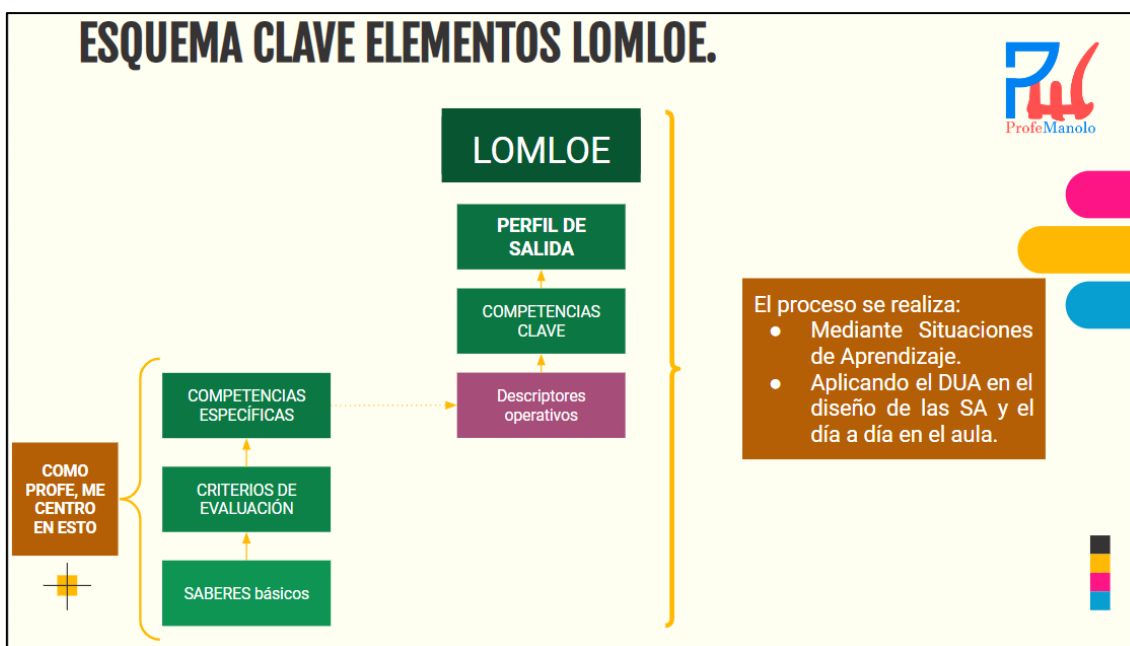 ESQUEMA CLAVE ELEMENTOS LOMLOE.
ProfeManolo
LOMLOE
PERFIL DE
SALIDA
COMPETENCIAS
CLAVE
Descriptores
operativos
COMPETENCIAS
ESPECÍFICAS
CRITERIOS DE
EVALUACIÓN
SABERES básicos
COMO
PROFE, ME
CENTRO
EN ESTO
El proceso se realiza:
● Mediante Situaciones
de Aprendizaje.
● Aplicando el DUA en el
diseño de las SA y el
día a día en el aula.